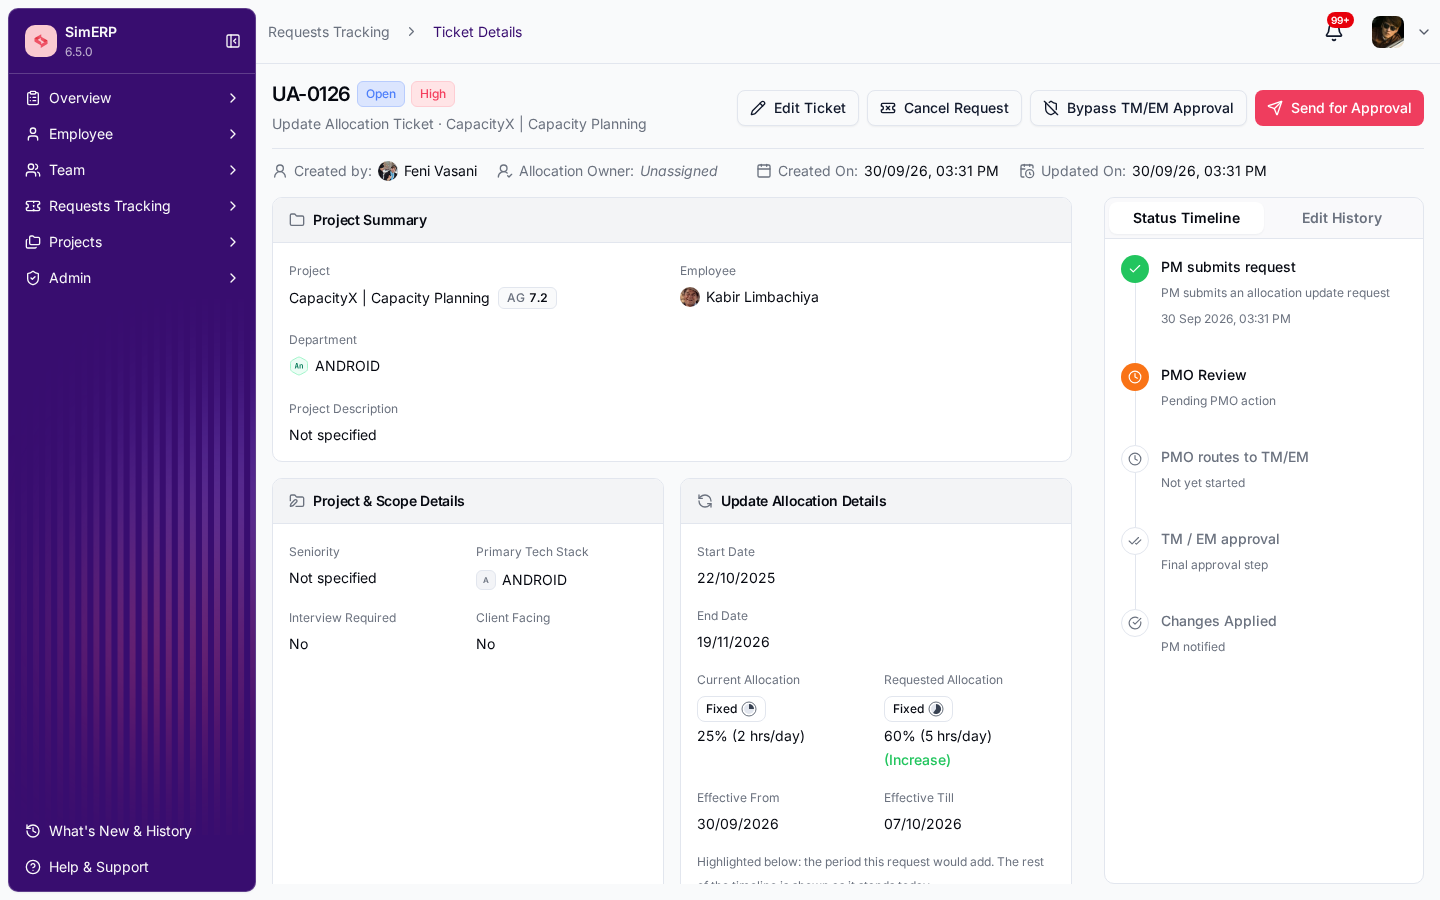 SimERP
6.5.0
Overview
Employee
Team
Requests Tracking
Projects
Admin
What's New & History
Help & Support
Requests Tracking
Ticket Details
99+
UA-0126 Open High
Update Allocation Ticket · CapacityX | Capacity Planning
Edit Ticket
Cancel Request
Bypass TM/EM Approval
Send for Approval
Created by: Feni Vasani
Allocation Owner: Unassigned
Created On: 30/09/26, 03:31 PM
Updated On: 30/09/26, 03:31 PM
Project Summary
Project
CapacityX | Capacity Planning AG 7.2
Employee
Kabir Limbachiya
Department
An ANDROID
Project Description
Not specified
Project & Scope Details
Seniority
Not specified
Primary Tech Stack
A ANDROID
Interview Required
No
Client Facing
No
Update Allocation Details
Start Date
22/10/2025
End Date
19/11/2026
Current Allocation
Fixed
25% (2 hrs/day)
Requested Allocation
Fixed
60% (5 hrs/day)
(Increase)
Effective From
30/09/2026
Effective Till
07/10/2026
Highlighted below: the period this request would add. The rest
of the timeline is shown as it stands today.
Status Timeline
Edit History
PM submits request
PM submits an allocation update request
30 Sep 2026, 03:31 PM
PMO Review
Pending PMO action
PMO routes to TM/EM
Not yet started
TM / EM approval
Final approval step
Changes Applied
PM notified